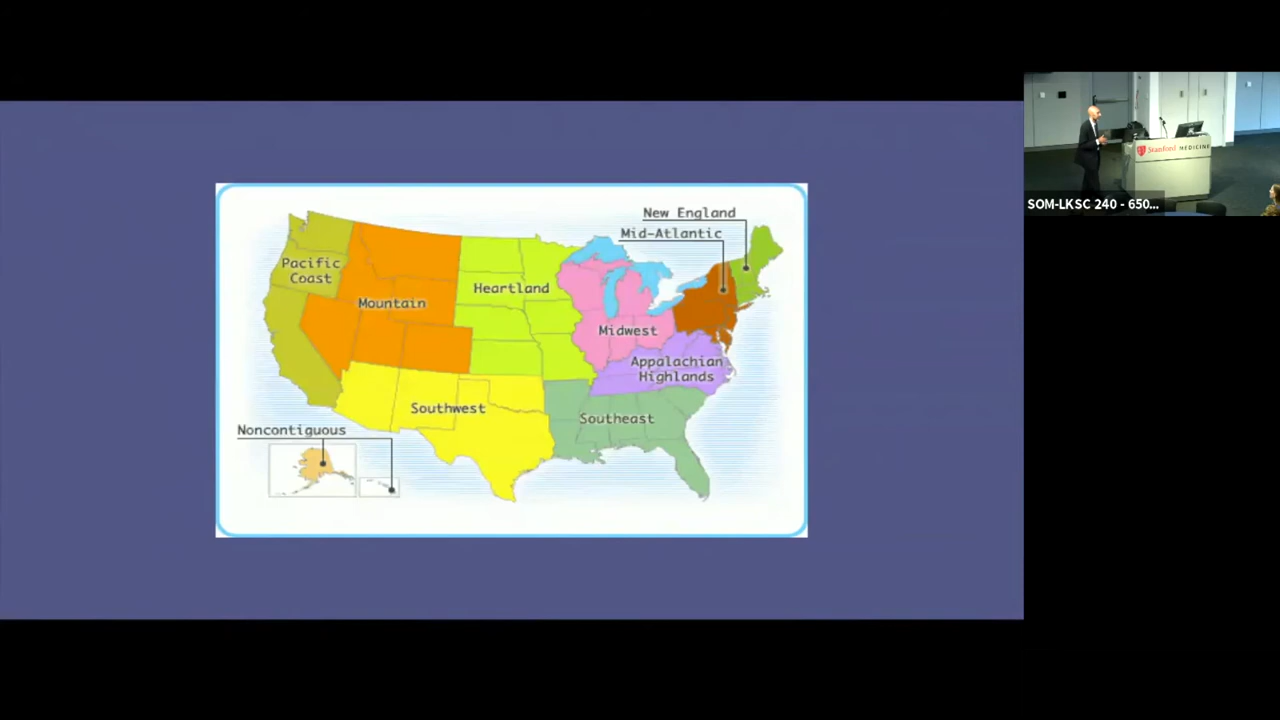 New England
Mid-Atlantic
Pacific
Coast
Heartland
Mountain
Midwest
Appalachian
Highlands
Southwest
Southeast
Noncontiguous
Stanford MEDICINE
SOM-LKSC 240 - 650...